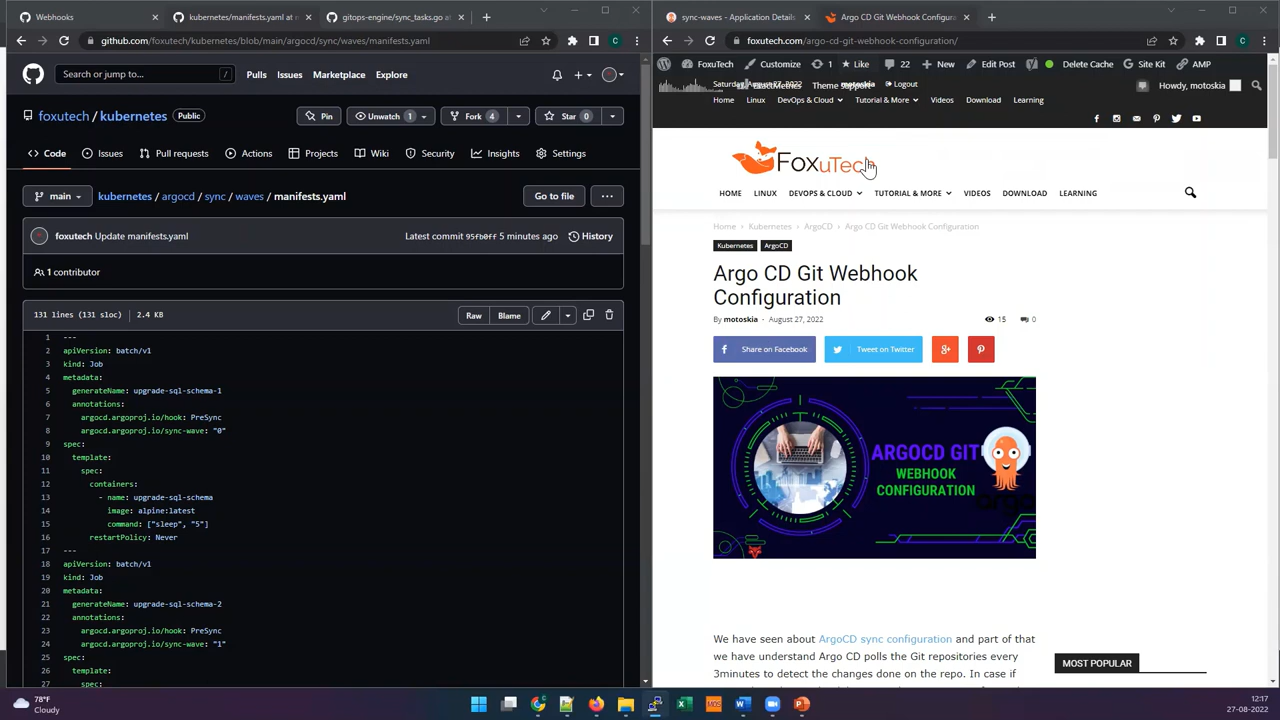 Webhooks
kubernetes/manifests.yaml at m
gitops-engine/sync_tasks.go at
github.com/foxutech/kubernetes/blob/main/argocd/sync/waves/manifests.yaml
Search or jump to...
/
Pulls
Issues
Marketplace
Explore
foxutech / kubernetes
Public
Pin
Unwatch 1
Fork 4
Star 0
Code
Issues
Pull requests
Actions
Projects
Wiki
Security
Insights
Settings
main
kubernetes / argocd / sync / waves / manifests.yaml
Go to file
foxutech Update manifest.yaml
Latest commit 95fb0ff 5 minutes ago
History
1 contributor
131 lines (131 sloc) | 2.4 KB
Raw
Blame
1 ---
2 apiVersion: batch/v1
3 kind: Job
4 metadata:
5 generateName: upgrade-sql-schema-1
6 annotations:
7 argocd.argoproj.io/hook: PreSync
8 argocd.argoproj.io/sync-wave: "0"
9 spec:
10 template:
11 spec:
12 containers:
13 - name: upgrade-sql-schema
14 image: alpine:latest
15 command: ["sleep", "5"]
16 restartPolicy: Never
17 ---
18 apiVersion: batch/v1
19 kind: Job
20 metadata:
21 generateName: upgrade-sql-schema-2
22 annotations:
23 argocd.argoproj.io/hook: PreSync
24 argocd.argoproj.io/sync-wave: "1"
25 spec:
26 template:
27 spec:
sync-waves - Application Details
Argo CD Git Webhook Configurat
foxutech.com/argo-cd-git-webhook-configuration/
FoxuTech
Customize
1
Like
22
New
Edit Post
Delete Cache
Site Kit
AMP
Saturday, August 27, 2022
ExactMetrics
Theme Support
motoskia
Logout
Howdy, motoskia
Home
Linux
DevOps & Cloud
Tutorial & More
Videos
Download
Learning
FoxuTech
HOME
LINUX
DEVOPS & CLOUD
TUTORIAL & MORE
VIDEOS
DOWNLOAD
LEARNING
Home > Kubernetes > ArgoCD > Argo CD Git Webhook Configuration
Kubernetes
ArgoCD
Argo CD Git Webhook
Configuration
By motoskia - August 27, 2022
15
0
Share on Facebook
Tweet on Twitter
ARGOCD GIT
WEBHOOK
CONFIGURATION
argo
We have seen about ArgoCD sync configuration and part of that
we have understand Argo CD polls the Git repositories every
3minutes to detect the changes done on the repo. In case if
MOST POPULAR
78°F
Cloudy
12:17
27-08-2022